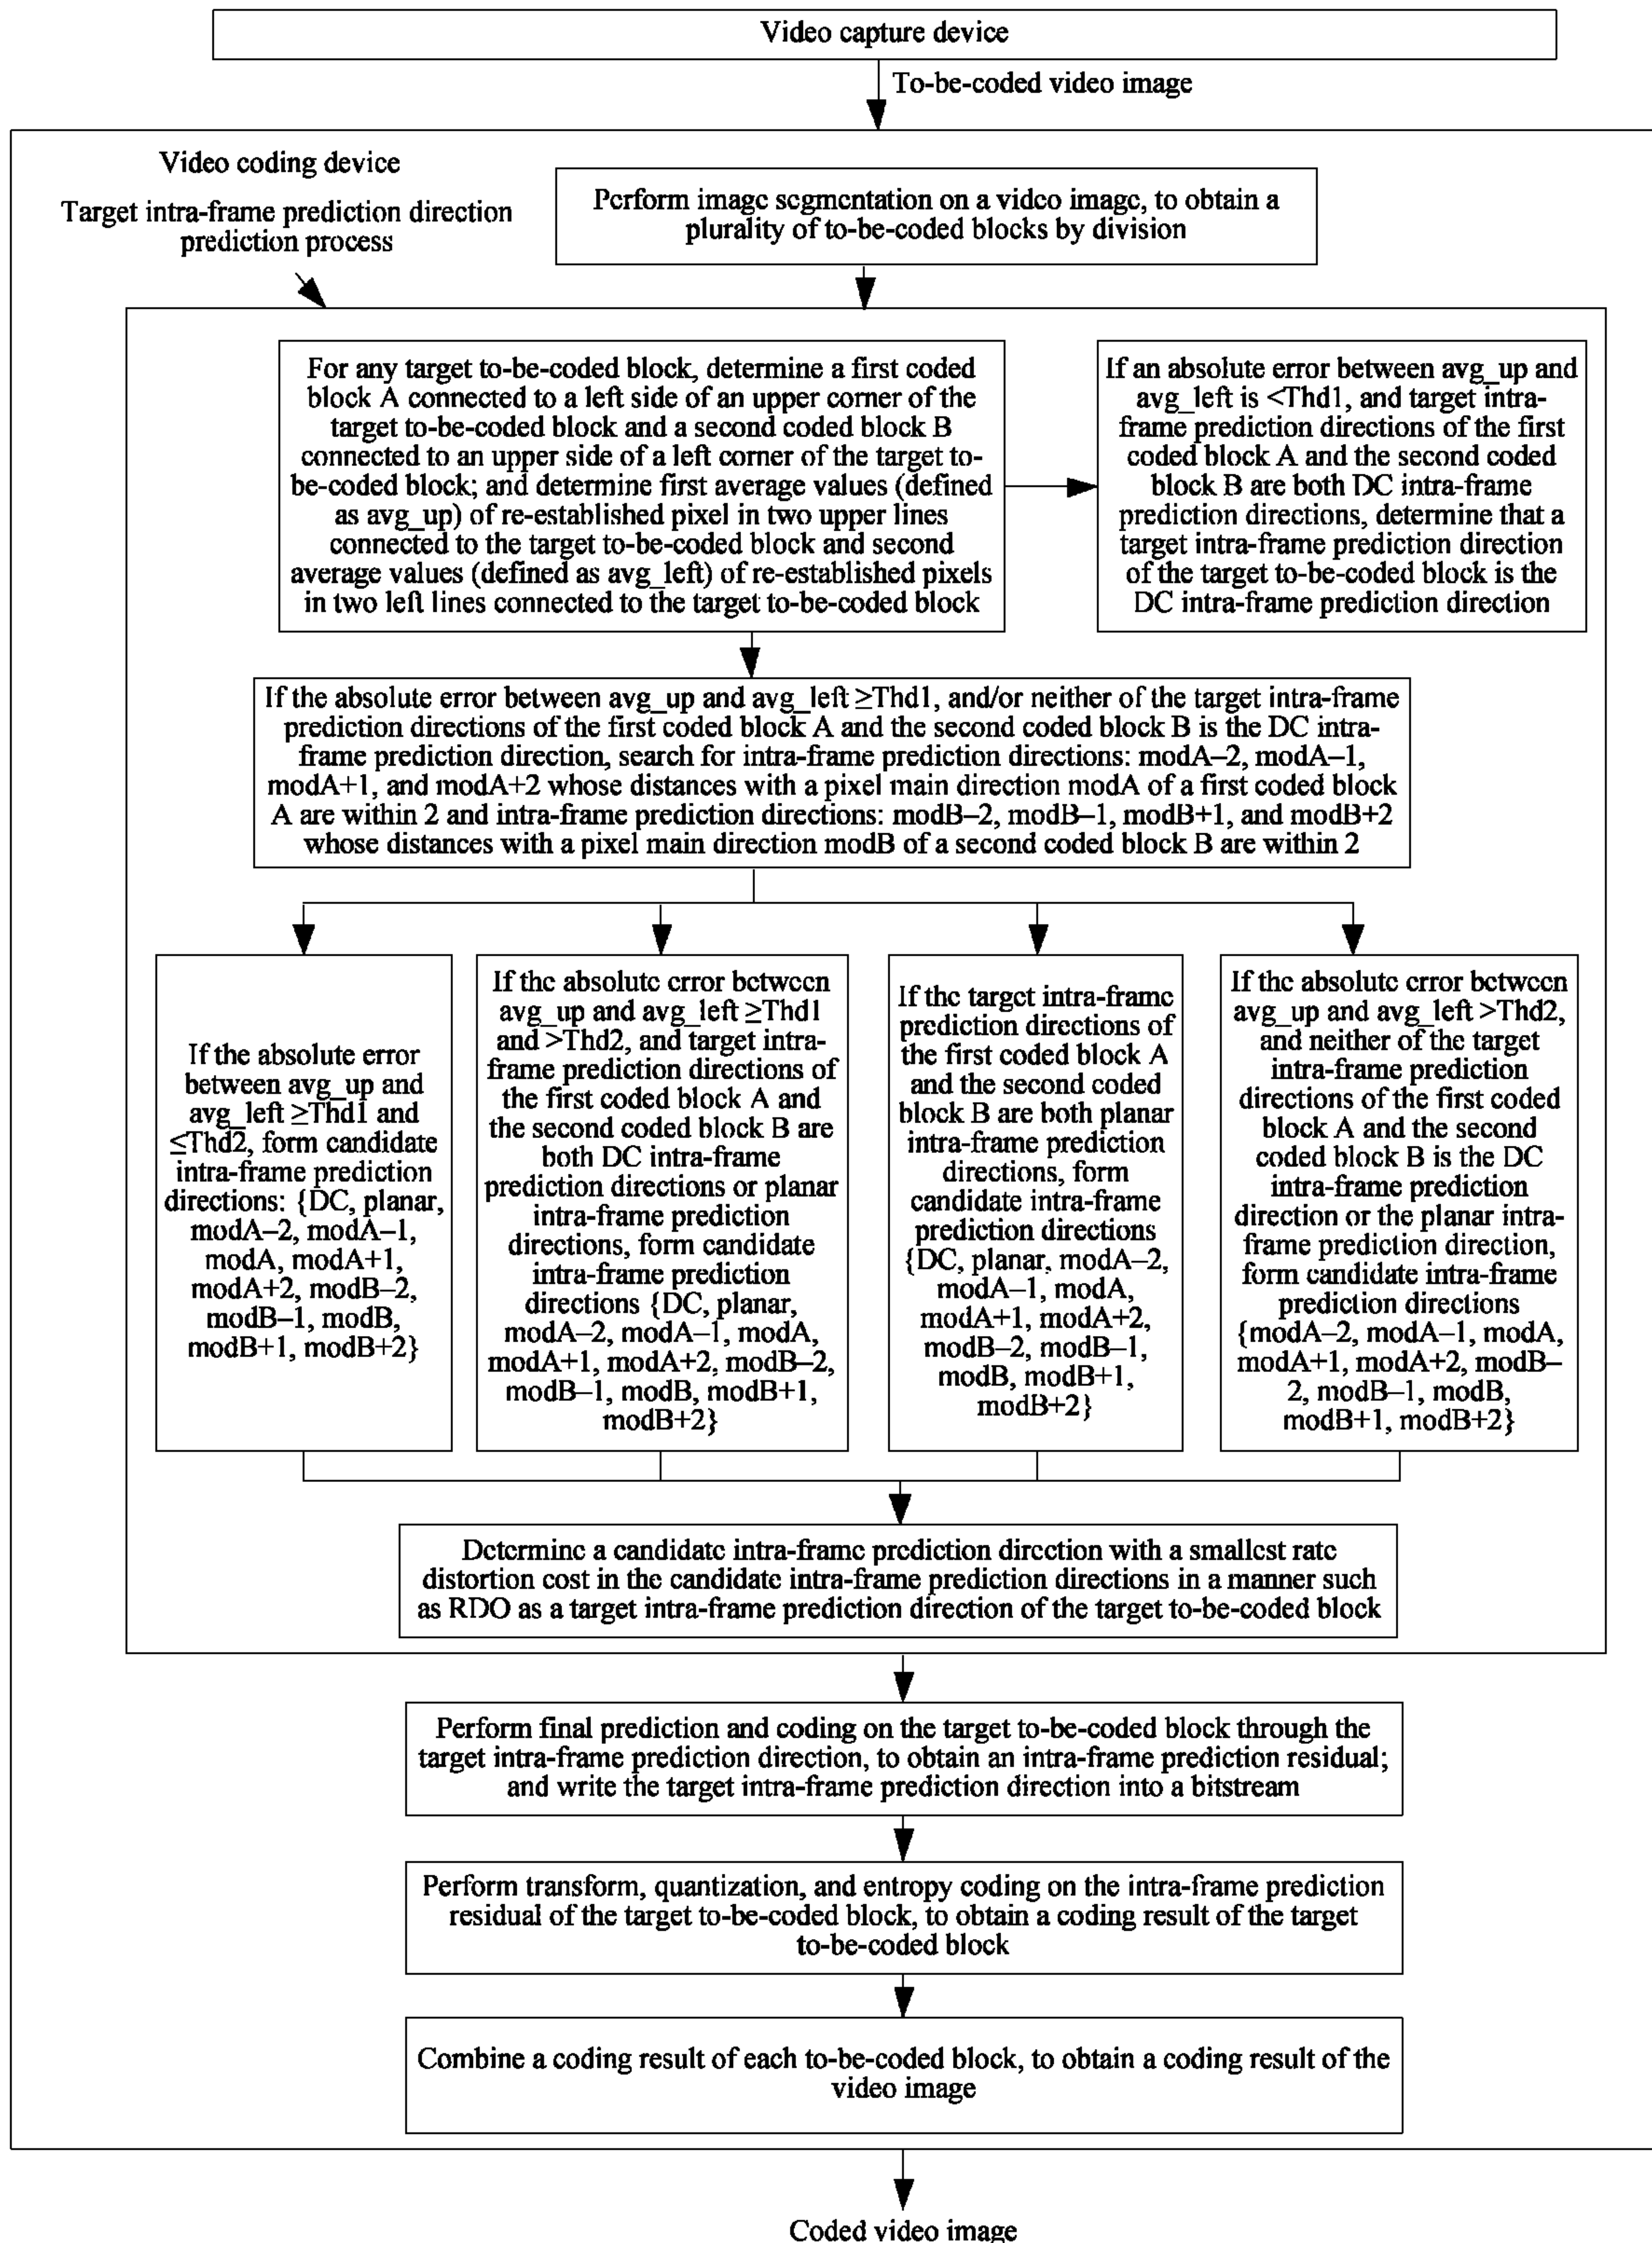 Video capture device
To-be-coded video image
Video coding device
Target intra-frame prediction direction
prediction process
Perform image segmentation on a video image, to obtain a
plurality of to-be-coded blocks by division
For any target to-be-coded block, determine a first coded
block A connected to a left side of an upper corner of the
target to-be-coded block and a second coded block B
connected to an upper side of a left corner of the target to-
be-coded block; and determine first average values (defined
as avg_up) of re-established pixel in two upper lines
connected to the target to-be-coded block and second
average values (defined as avg_left) of re-established pixels
in two left lines connected to the target to-be-coded block
If an absolute error between avg_up and
avg_left is <Thd1, and target intra-
frame prediction directions of the first
coded block A and the second coded
block B are both DC intra-frame
prediction directions, determine that a
target intra-frame prediction direction
of the target to-be-coded block is the
DC intra-frame prediction direction
If the absolute error between avg_up and avg_left ≥Thd1, and/or neither of the target intra-frame
prediction directions of the first coded block A and the second coded block B is the DC intra-
frame prediction direction, search for intra-frame prediction directions: modA–2, modA–1,
modA+1, and modA+2 whose distances with a pixel main direction modA of a first coded block
A are within 2 and intra-frame prediction directions: modB–2, modB–1, modB+1, and modB+2
whose distances with a pixel main direction modB of a second coded block B are within 2
If the absolute error
between avg_up and
avg_left ≥Thd1 and
≤Thd2, form candidate
intra-frame prediction
directions: {DC, planar,
modA–2, modA–1,
modA, modA+1,
modA+2, modB–2,
modB–1, modB,
modB+1, modB+2}
If the absolute error between
avg_up and avg_left ≥Thd1
and >Thd2, and target intra-
frame prediction directions of
the first coded block A and
the second coded block B are
both DC intra-frame
prediction directions or planar
intra-frame prediction
directions, form candidate
intra-frame prediction
directions {DC, planar,
modA–2, modA–1, modA,
modA+1, modA+2, modB–2,
modB–1, modB, modB+1,
modB+2}
If the target intra-frame
prediction directions of
the first coded block A
and the second coded
block B are both planar
intra-frame prediction
directions, form
candidate intra-frame
prediction directions
{DC, planar, modA–2,
modA–1, modA,
modA+1, modA+2,
modB–2, modB–1,
modB, modB+1,
modB+2}
If the absolute error between
avg_up and avg_left >Thd2,
and neither of the target
intra-frame prediction
directions of the first coded
block A and the second
coded block B is the DC
intra-frame prediction
direction or the planar intra-
frame prediction direction,
form candidate intra-frame
prediction directions
{modA–2, modA–1, modA,
modA+1, modA+2, modB–
2, modB–1, modB,
modB+1, modB+2}
Determine a candidate intra-frame prediction direction with a smallest rate
distortion cost in the candidate intra-frame prediction directions in a manner such
as RDO as a target intra-frame prediction direction of the target to-be-coded block
Perform final prediction and coding on the target to-be-coded block through the
target intra-frame prediction direction, to obtain an intra-frame prediction residual;
and write the target intra-frame prediction direction into a bitstream
Perform transform, quantization, and entropy coding on the intra-frame prediction
residual of the target to-be-coded block, to obtain a coding result of the target
to-be-coded block
Combine a coding result of each to-be-coded block, to obtain a coding result of the
video image
Coded video image